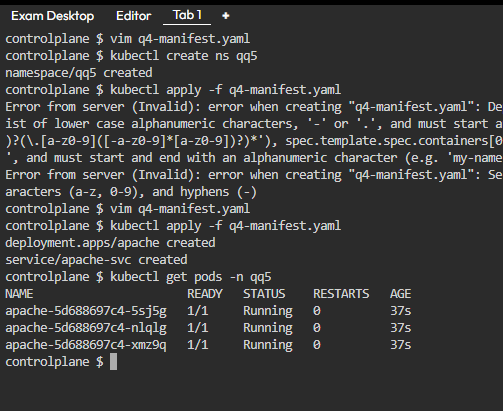 Exam Desktop Editor Tab 1 +
controlplane $ vim q4-manifest.yaml
controlplane $ kubectl create ns qq5
namespace/qq5 created
controlplane $ kubectl apply -f q4-manifest.yaml
Error from server (Invalid): error when creating "q4-manifest.yaml": De
ist of lower case alphanumeric characters, '-' or '.', and must start a
)?(\.[a-z0-9]([-a-z0-9]*[a-z0-9])?)*'), spec.template.spec.containers[0
', and must start and end with an alphanumeric character (e.g. 'my-name
Error from server (Invalid): error when creating "q4-manifest.yaml": Se
aracters (a-z, 0-9), and hyphens (-)
controlplane $ vim q4-manifest.yaml
controlplane $ kubectl apply -f q4-manifest.yaml
deployment.apps/apache created
service/apache-svc created
controlplane $ kubectl get pods -n qq5
NAME READY STATUS RESTARTS AGE
apache-5d688697c4-5sj5g 1/1 Running 0 37s
apache-5d688697c4-nlqlg 1/1 Running 0 37s
apache-5d688697c4-xmz9q 1/1 Running 0 37s
controlplane $